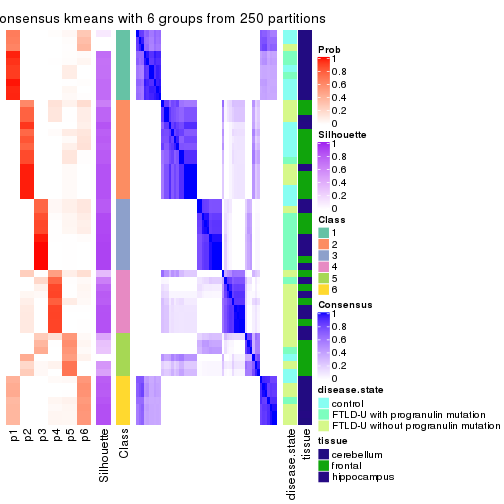 onsensus kmeans with 6 groups from 250 partitions
Prob
1
0.8
0.6
0.4
0.2
0
Silhouette
1
0.8
0.6
0.4
0.2
0
Class
1
2
3
4
5
6
Consensus
1
0.8
0.6
0.4
0.2
0
disease.state
control
FTLD-U with progranulin mutation
FTLD-U without progranulin mutation
tissue
cerebellum
frontal
hippocampus
p1
p2
p3
p4
p5
p6
Silhouette
Class
disease.state
tissue